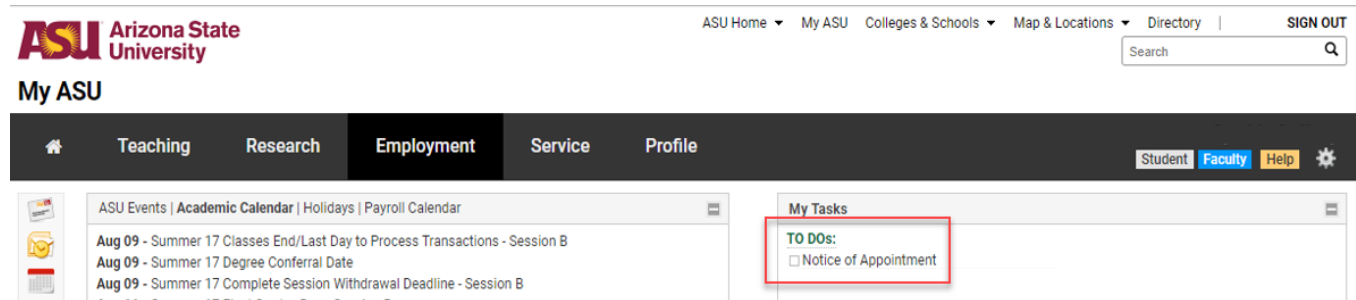 ASU Arizona State University
ASU Home My ASU Colleges & Schools Map & Locations Directory | SIGN OUT
Search
My ASU
Teaching Research Employment Service Profile
Student Faculty Help
ASU Events | Academic Calendar | Holidays | Payroll Calendar
Aug 09 - Summer 17 Classes End/Last Day to Process Transactions - Session B
Aug 09 - Summer 17 Degree Conferral Date
Aug 09 - Summer 17 Complete Session Withdrawal Deadline - Session B
My Tasks
TO DOs:
Notice of Appointment